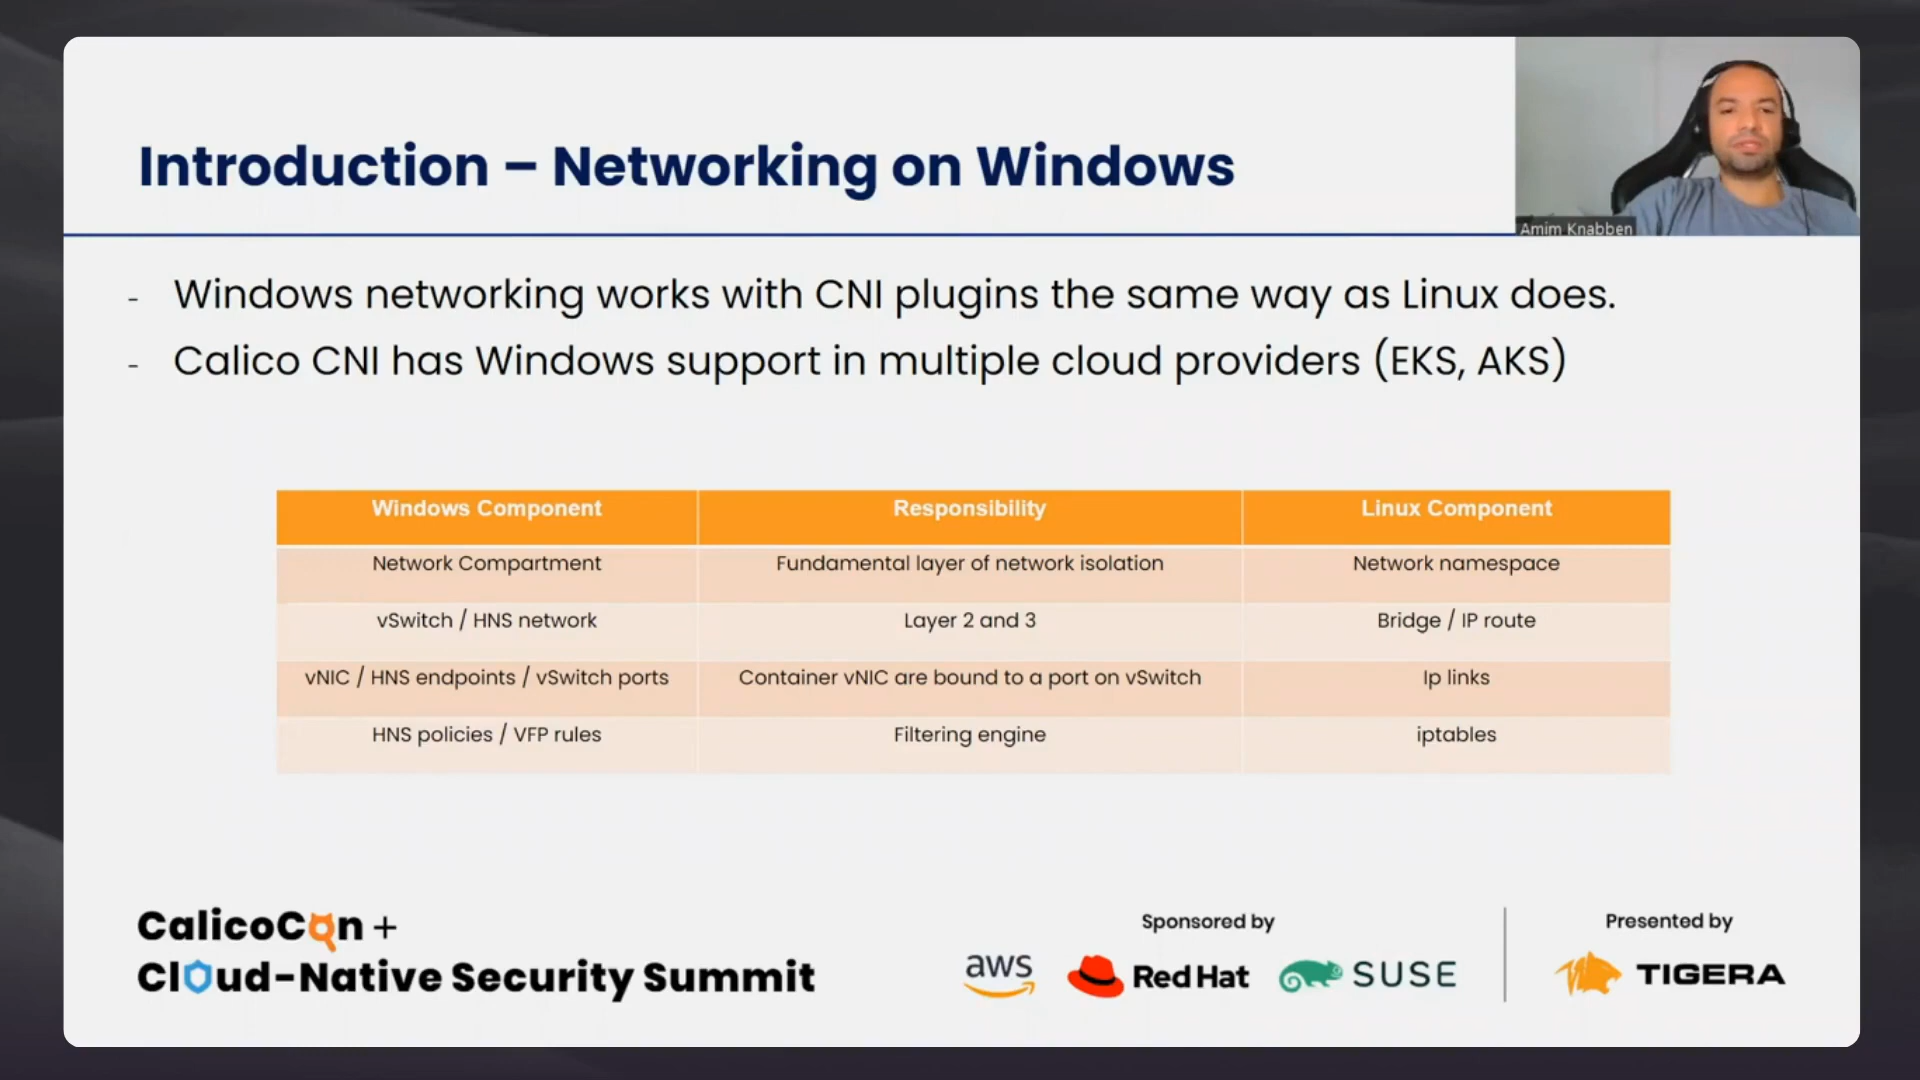 Introduction – Networking on Windows
Amim Knabben
- Windows networking works with CNI plugins the same way as Linux does.
- Calico CNI has Windows support in multiple cloud providers (EKS, AKS)
Windows Component Responsibility Linux Component
Network Compartment Fundamental layer of network isolation Network namespace
vSwitch / HNS network Layer 2 and 3 Bridge / IP route
vNIC / HNS endpoints / vSwitch ports Container vNIC are bound to a port on vSwitch Ip links
HNS policies / VFP rules Filtering engine iptables
CalicoCon +
Cloud-Native Security Summit
Sponsored by
aws Red Hat SUSE
Presented by
TIGERA